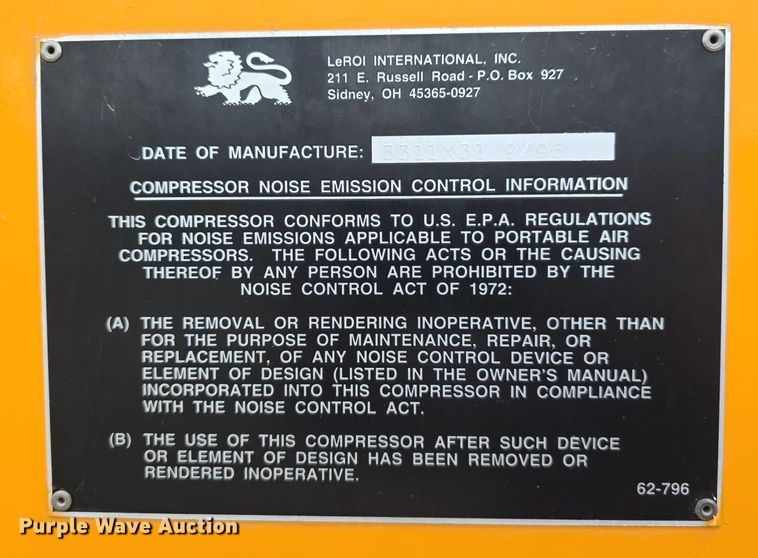 LeROI INTERNATIONAL, INC.
211 E. Russell Road - P.O. Box 927
Sidney, OH 45365-0927
DATE OF MANUFACTURE: 3311X31 9/96
COMPRESSOR NOISE EMISSION CONTROL INFORMATION
THIS COMPRESSOR CONFORMS TO U.S. E.P.A. REGULATIONS
FOR NOISE EMISSIONS APPLICABLE TO PORTABLE AIR
COMPRESSORS. THE FOLLOWING ACTS OR THE CAUSING
THEREOF BY ANY PERSON ARE PROHIBITED BY THE
NOISE CONTROL ACT OF 1972:
(A) THE REMOVAL OR RENDERING INOPERATIVE, OTHER THAN
FOR THE PURPOSE OF MAINTENANCE, REPAIR, OR
REPLACEMENT, OF ANY NOISE CONTROL DEVICE OR
ELEMENT OF DESIGN (LISTED IN THE OWNER'S MANUAL)
INCORPORATED INTO THIS COMPRESSOR IN COMPLIANCE
WITH THE NOISE CONTROL ACT.
(B) THE USE OF THIS COMPRESSOR AFTER SUCH DEVICE
OR ELEMENT OF DESIGN HAS BEEN REMOVED OR
RENDERED INOPERATIVE.
62-796
Purple Wave Auction